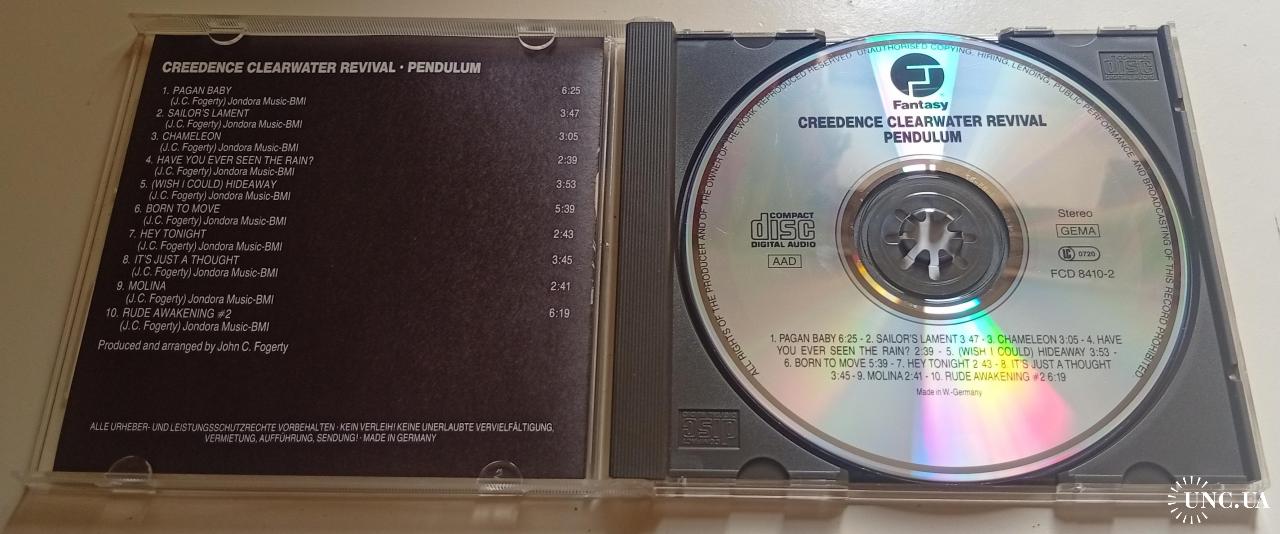 CREEDENCE CLEARWATER REVIVAL · PENDULUM
1. PAGAN BABY 6:25
(J.C. Fogerty) Jondora Music-BMI
2. SAILOR'S LAMENT 3:47
(J.C. Fogerty) Jondora Music-BMI
3. CHAMELEON 3:05
(J.C. Fogerty) Jondora Music-BMI
4. HAVE YOU EVER SEEN THE RAIN? 2:39
(J.C. Fogerty) Jondora Music-BMI
5. (WISH I COULD) HIDEAWAY 3:53
(J.C. Fogerty) Jondora Music-BMI
6. BORN TO MOVE 5:39
(J.C. Fogerty) Jondora Music-BMI
7. HEY TONIGHT 2:43
(J.C. Fogerty) Jondora Music-BMI
8. IT'S JUST A THOUGHT 3:45
(J.C. Fogerty) Jondora Music-BMI
9. MOLINA 2:41
(J.C. Fogerty) Jondora Music-BMI
10. RUDE AWAKENING #2 6:19
(J.C. Fogerty) Jondora Music-BMI
Produced and arranged by John C. Fogerty
ALLE URHEBER- UND LEISTUNGSSCHUTZRECHTE VORBEHALTEN · KEIN VERLEIH! KEINE UNERLAUBTE VERVIELFÄLTIGUNG,
VERMIETUNG, AUFFÜHRUNG, SENDUNG! · MADE IN GERMANY
ALL RIGHTS OF THE PRODUCER AND OF THE OWNER OF THE WORK REPRODUCED RESERVED. UNAUTHORISED COPYING, HIRING, LENDING, PUBLIC PERFORMANCE AND BROADCASTING OF THIS RECORD PROHIBITED
Fantasy
CREEDENCE CLEARWATER REVIVAL
PENDULUM
COMPACT
disc
DIGITAL AUDIO
AAD
Stereo
GEMA
LC 0720
FCD 8410-2
1. PAGAN BABY 6:25 - 2. SAILOR'S LAMENT 3 47 - 3. CHAMELEON 3:05 - 4. HAVE
YOU EVER SEEN THE RAIN? 2:39 - 5. (WISH I COULD) HIDEAWAY 3:53 -
6. BORN TO MOVE 5:39 - 7. HEY TONIGHT 2 43 - 8. IT'S JUST A THOUGHT
3:45 - 9. MOLINA 2:41 - 10. RUDE AWAKENING #2 6:19
Made in W.-Germany
disc
disc
UNC.UA